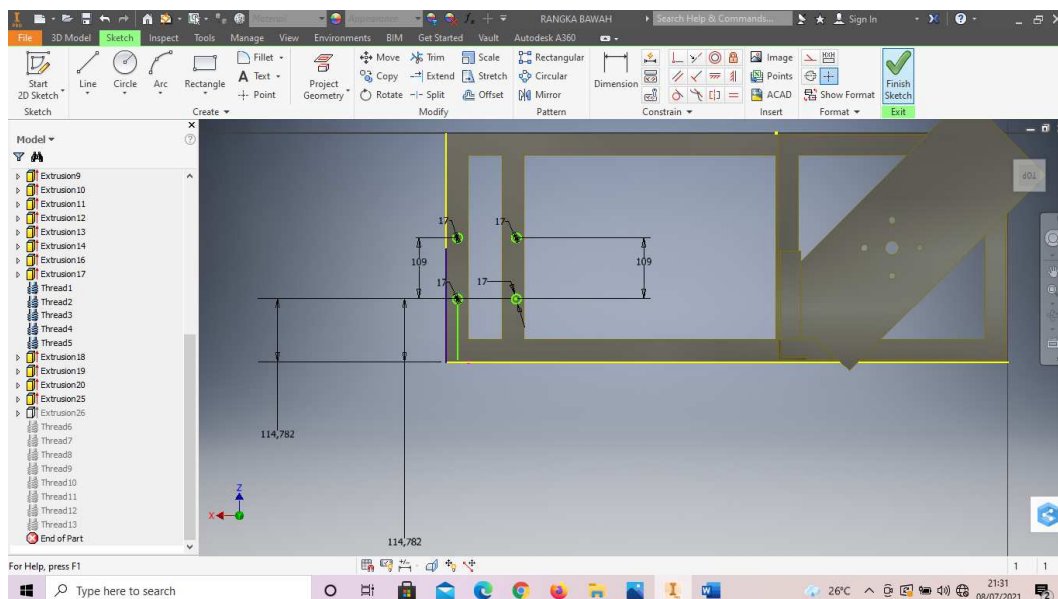 PRO
Material
Appearance
RANGKA BAWAH
Search Help & Commands...
Sign In
File 3D Model Sketch Inspect Tools Manage View Environments BIM Get Started Vault Autodesk A360
Start
2D Sketch
Line
Circle
Arc
Rectangle
Fillet
Text
Point
Project
Geometry
Move
Copy
Rotate
Trim
Extend
Split
Scale
Stretch
Offset
Rectangular
Circular
Mirror
Dimension
Image
Points
ACAD
Show Format
Finish
Sketch
Sketch Create Modify Pattern Constrain Insert Format Exit
Model
Extrusion9
Extrusion10
Extrusion11
Extrusion12
Extrusion13
Extrusion14
Extrusion16
Extrusion17
Thread1
Thread2
Thread3
Thread4
Thread5
Extrusion18
Extrusion19
Extrusion20
Extrusion25
Extrusion26
Thread6
Thread7
Thread8
Thread9
Thread10
Thread11
Thread12
Thread13
End of Part
TOP
17 17
109 109
17 17
114,782
114,782
Z
X
For Help, press F1
1 1
Type here to search
26°C
21:31
08/07/2021